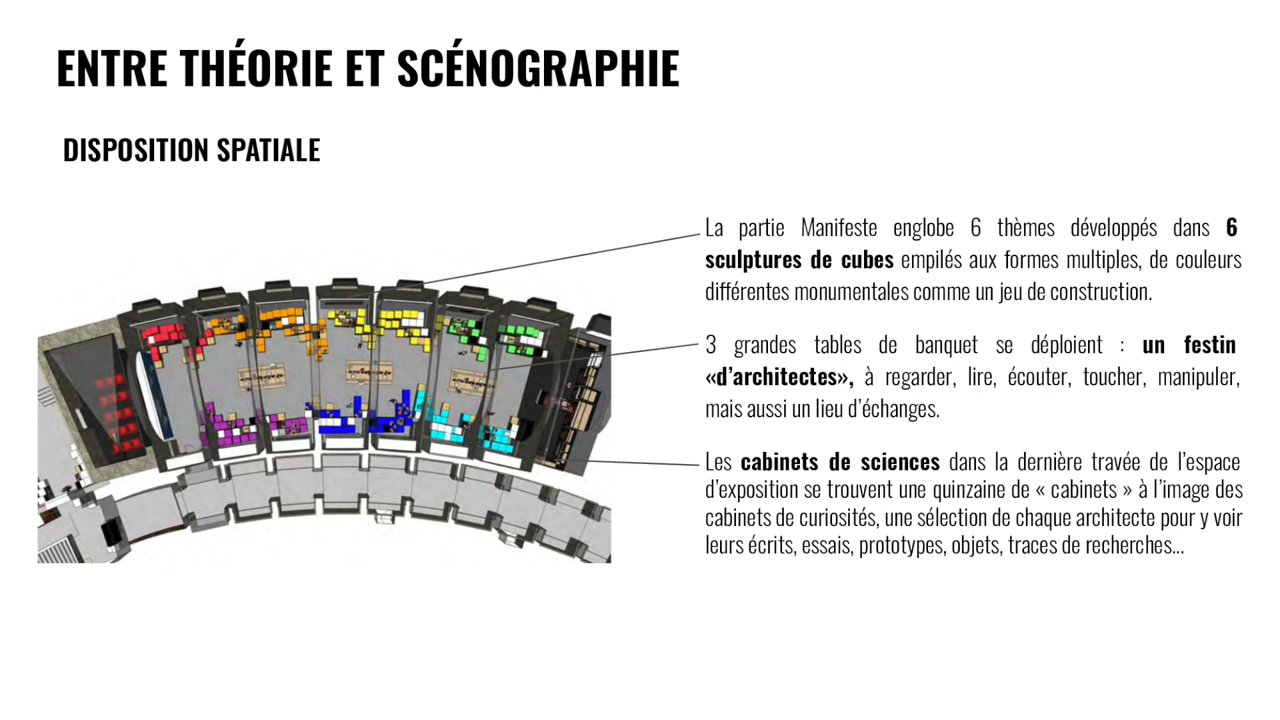 ENTRE THÉORIE ET SCÉNOGRAPHIE
DISPOSITION SPATIALE
La partie Manifeste englobe 6 thèmes développés dans 6
sculptures de cubes empilés aux formes multiples, de couleurs
différentes monumentales comme un jeu de construction.
3 grandes tables de banquet se déploient : un festin
«d’architectes», à regarder, lire, écouter, toucher, manipuler,
mais aussi un lieu d’échanges.
Les cabinets de sciences dans la dernière travée de l’espace
d’exposition se trouvent une quinzaine de « cabinets » à l’image des
cabinets de curiosités, une sélection de chaque architecte pour y voir
leurs écrits, essais, prototypes, objets, traces de recherches...